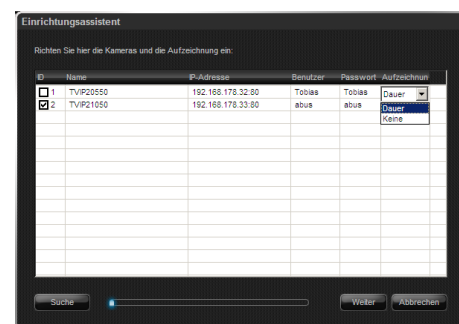 Einrichtungsassistent
Richten Sie hier die Kameras und die Aufzeichnung ein:
ID Name IP-Adresse Benutzer Passwort Aufzeichnun
1 TVIP20550 192.168.178.32:80 Tobias Tobias Dauer
2 TVIP21050 192.168.178.33:80 abus abus Dauer
Keine
Suche Weiter Abbrechen